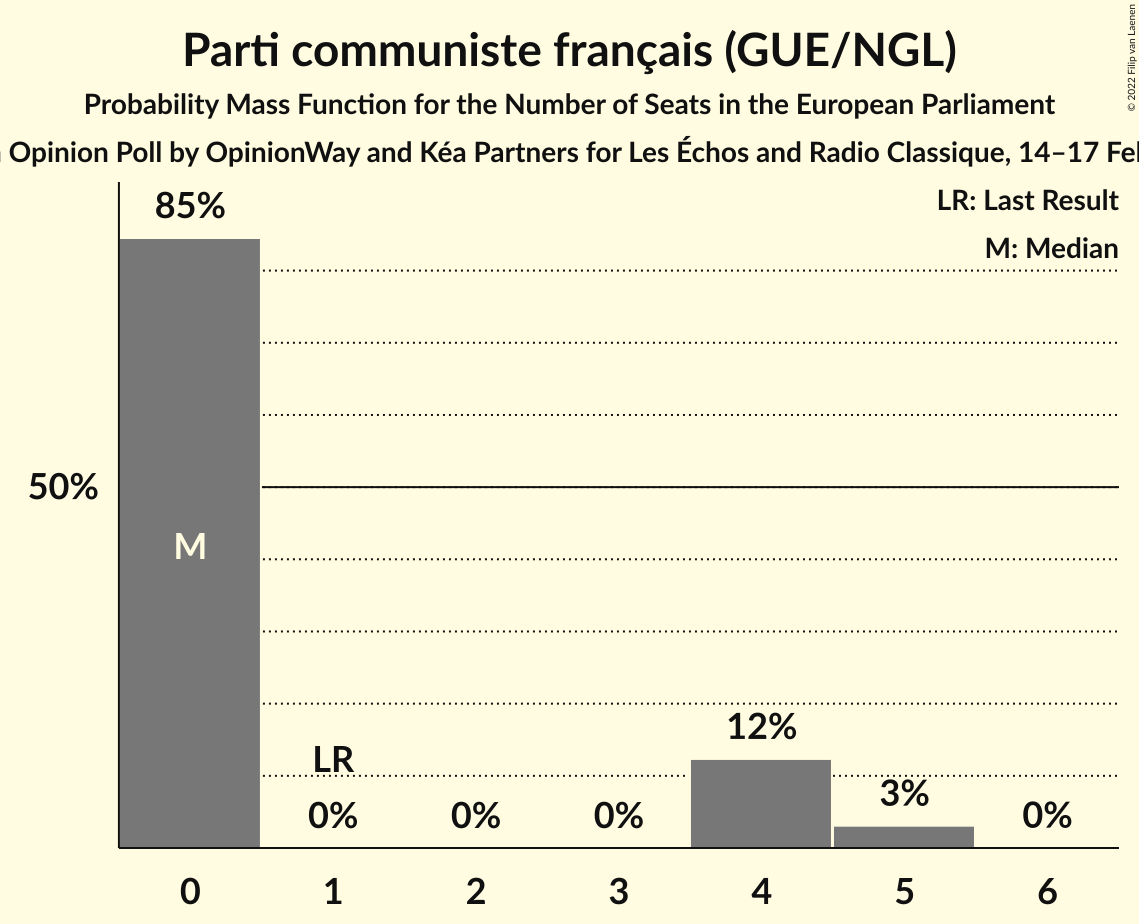 Parti communiste français (GUE/NGL)
Probability Mass Function for the Number of Seats in the European Parliament
Opinion Poll by OpinionWay and Kéa Partners for Les Échos and Radio Classique, 14–17
© 2022 Filip van Laenen
LR: Last Result
M: Median
85%
50%
M
12%
LR
3%
0%
0%
0%
0%
0 1 2 3 4 5 6